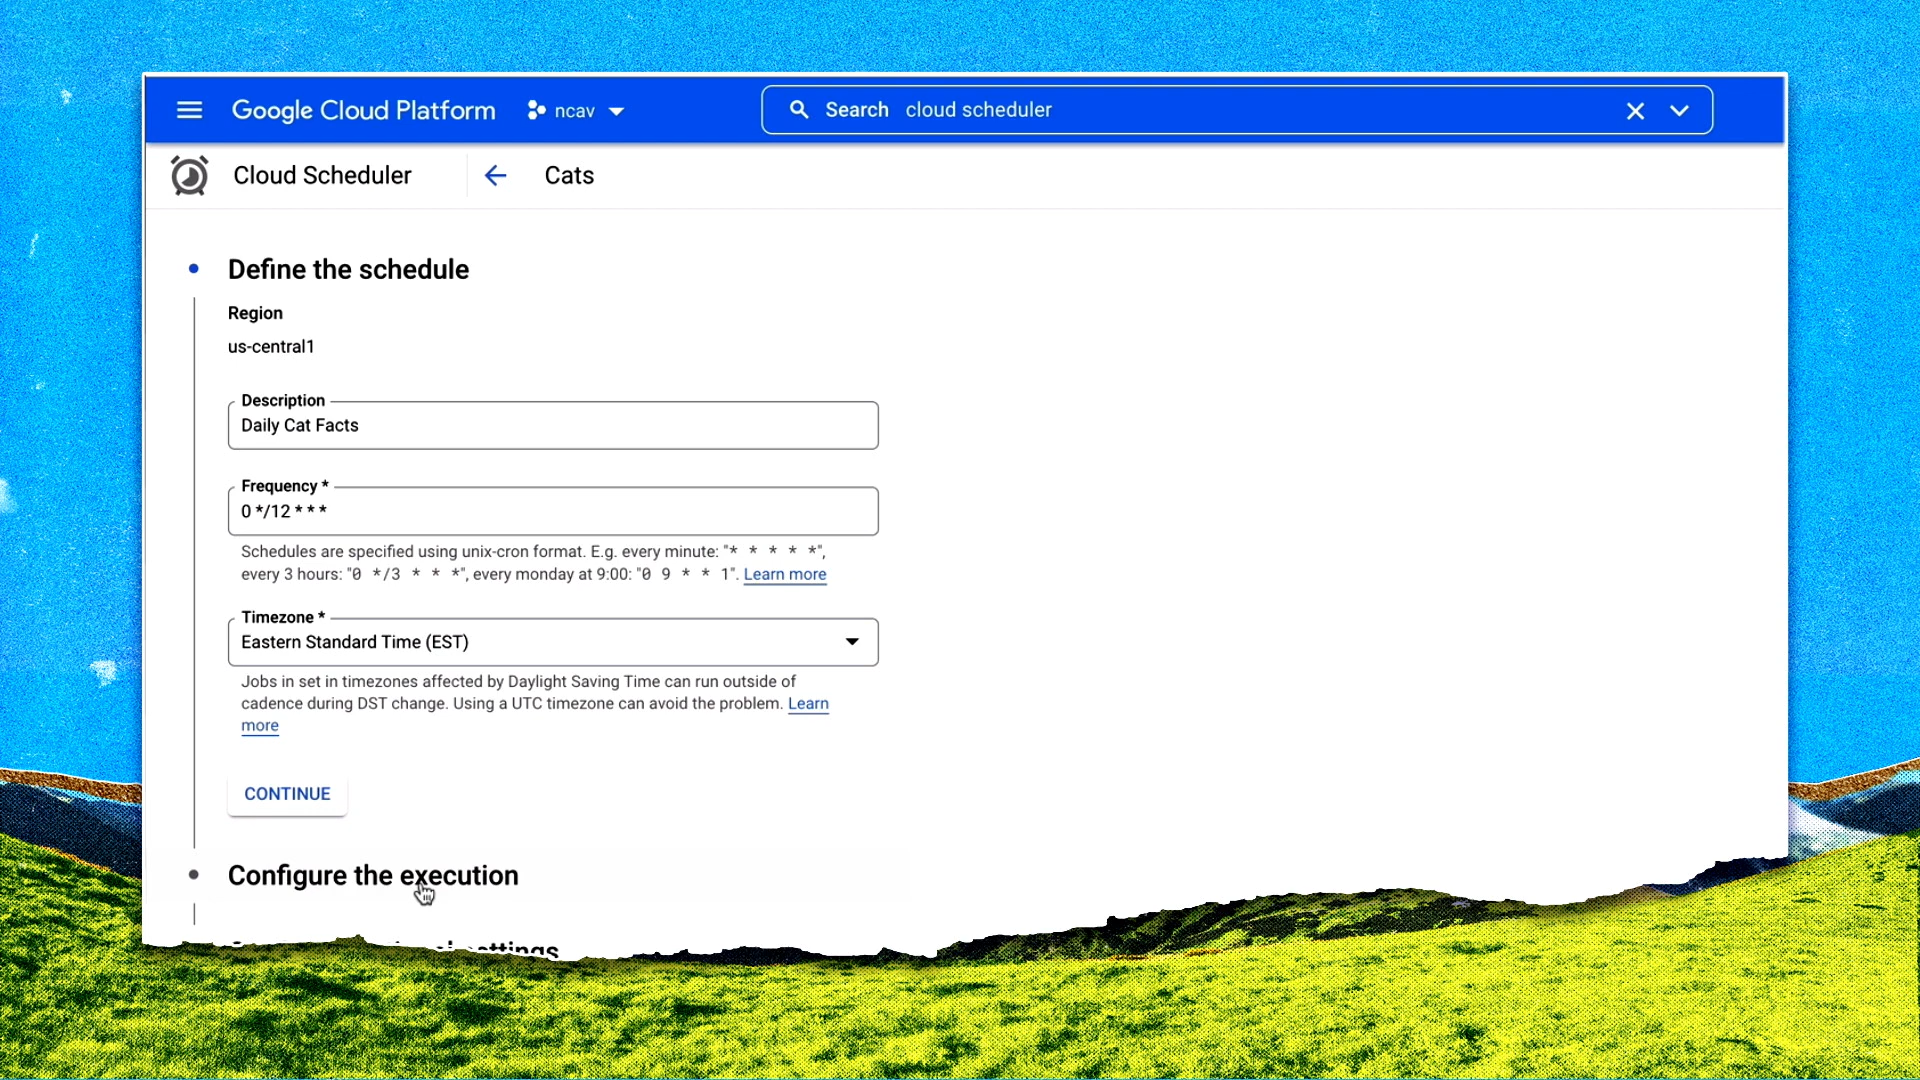 Google Cloud Platform
ncav
Search cloud scheduler
Cloud Scheduler
Cats
Define the schedule
Region
us-central1
Description
Daily Cat Facts
Frequency *
0 */12 * * *
Schedules are specified using unix-cron format. E.g. every minute: "* * * * *",
every 3 hours: "0 */3 * * *", every monday at 9:00: "0 9 * * 1". Learn more
Timezone *
Eastern Standard Time (EST)
Jobs in set in timezones affected by Daylight Saving Time can run outside of
cadence during DST change. Using a UTC timezone can avoid the problem. Learn
more
CONTINUE
Configure the execution
settings